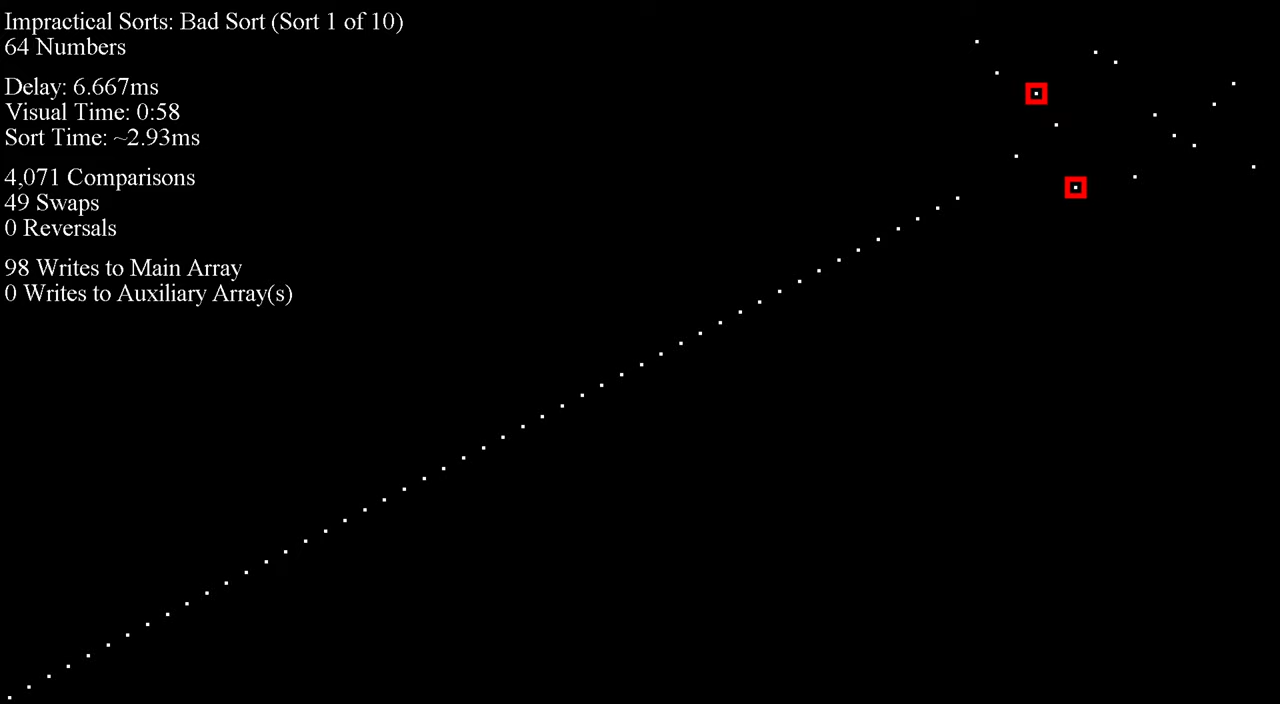 Impractical Sorts: Bad Sort (Sort 1 of 10)
64 Numbers
Delay: 6.667ms
Visual Time: 0:58
Sort Time: ~2.93ms
4,071 Comparisons
49 Swaps
0 Reversals
98 Writes to Main Array
0 Writes to Auxiliary Array(s)